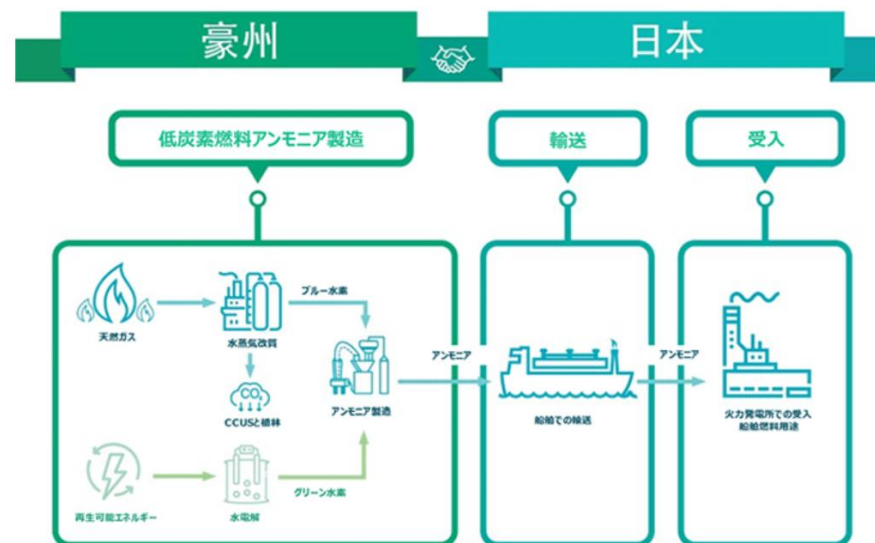 豪州
日本
低炭素燃料アンモニア製造
輸送
受入
天然ガス
水蒸気改質
ブルー水素
CO₂
CCUSと植林
アンモニア製造
再生可能エネルギー
水電解
グリーン水素
アンモニア
船舶での輸送
アンモニア
火力発電所での受入
船舶燃料用途